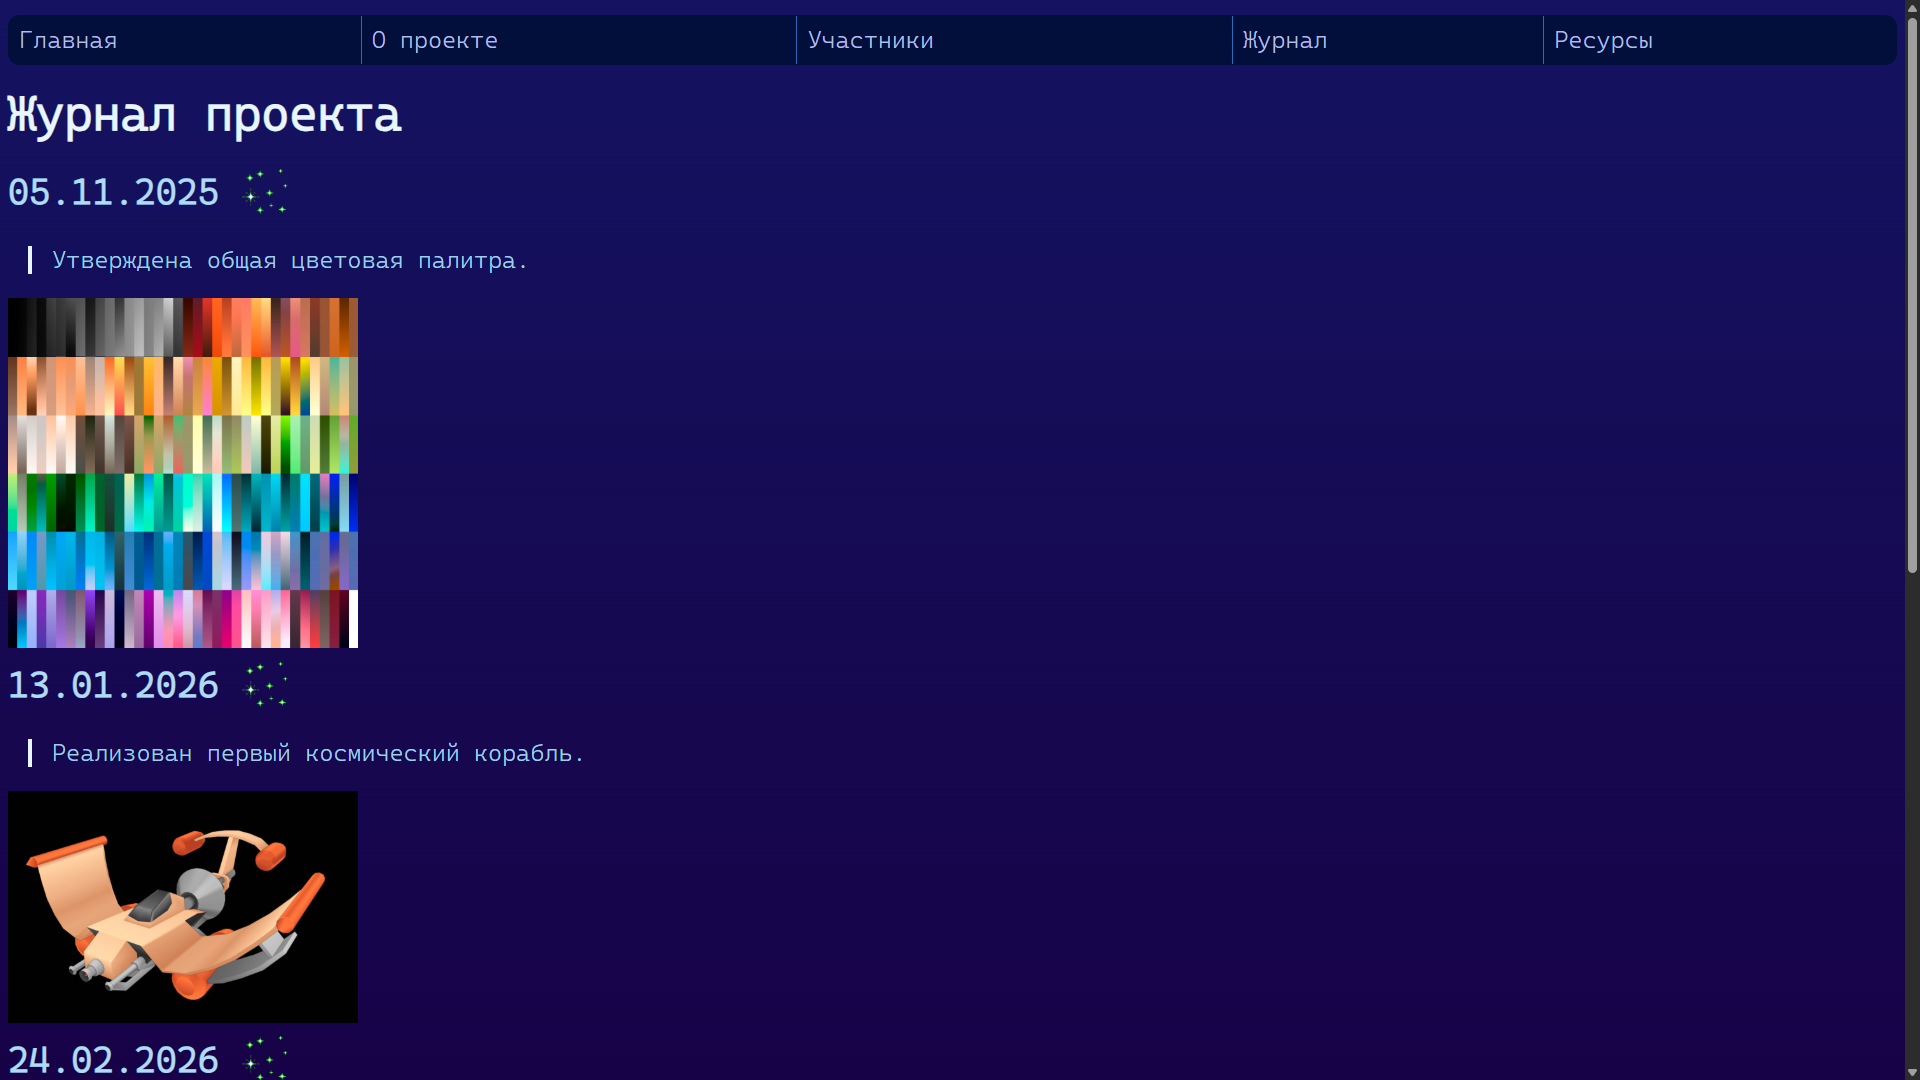 Главная
О проекте
Участники
Журнал
Ресурсы
Журнал проекта
05.11.2025
Утверждена общая цветовая палитра.
13.01.2026
Реализован первый космический корабль.
24.02.2026